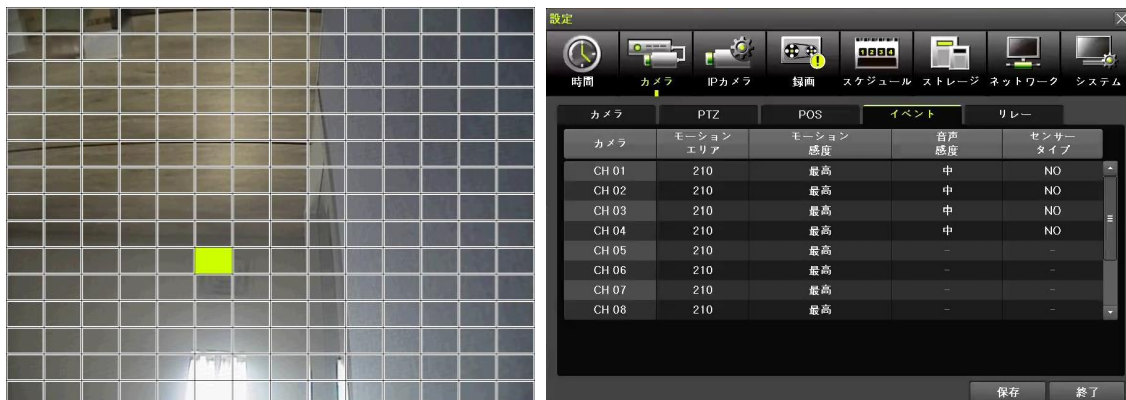 設定
時間
カメラ
IPカメラ
録画
スケジュール
ストレージ
ネットワーク
システム
1234
カメラ
PTZ
POS
イベント
リレー
カメラ
モーション
エリア
モーション
感度
音声
感度
センサー
タイプ
CH 01 210 最高 中 NO
CH 02 210 最高 中 NO
CH 03 210 最高 中 NO
CH 04 210 最高 中 NO
CH 05 210 最高 - -
CH 06 210 最高 - -
CH 07 210 最高 - -
CH 08 210 最高 - -
保存
終了